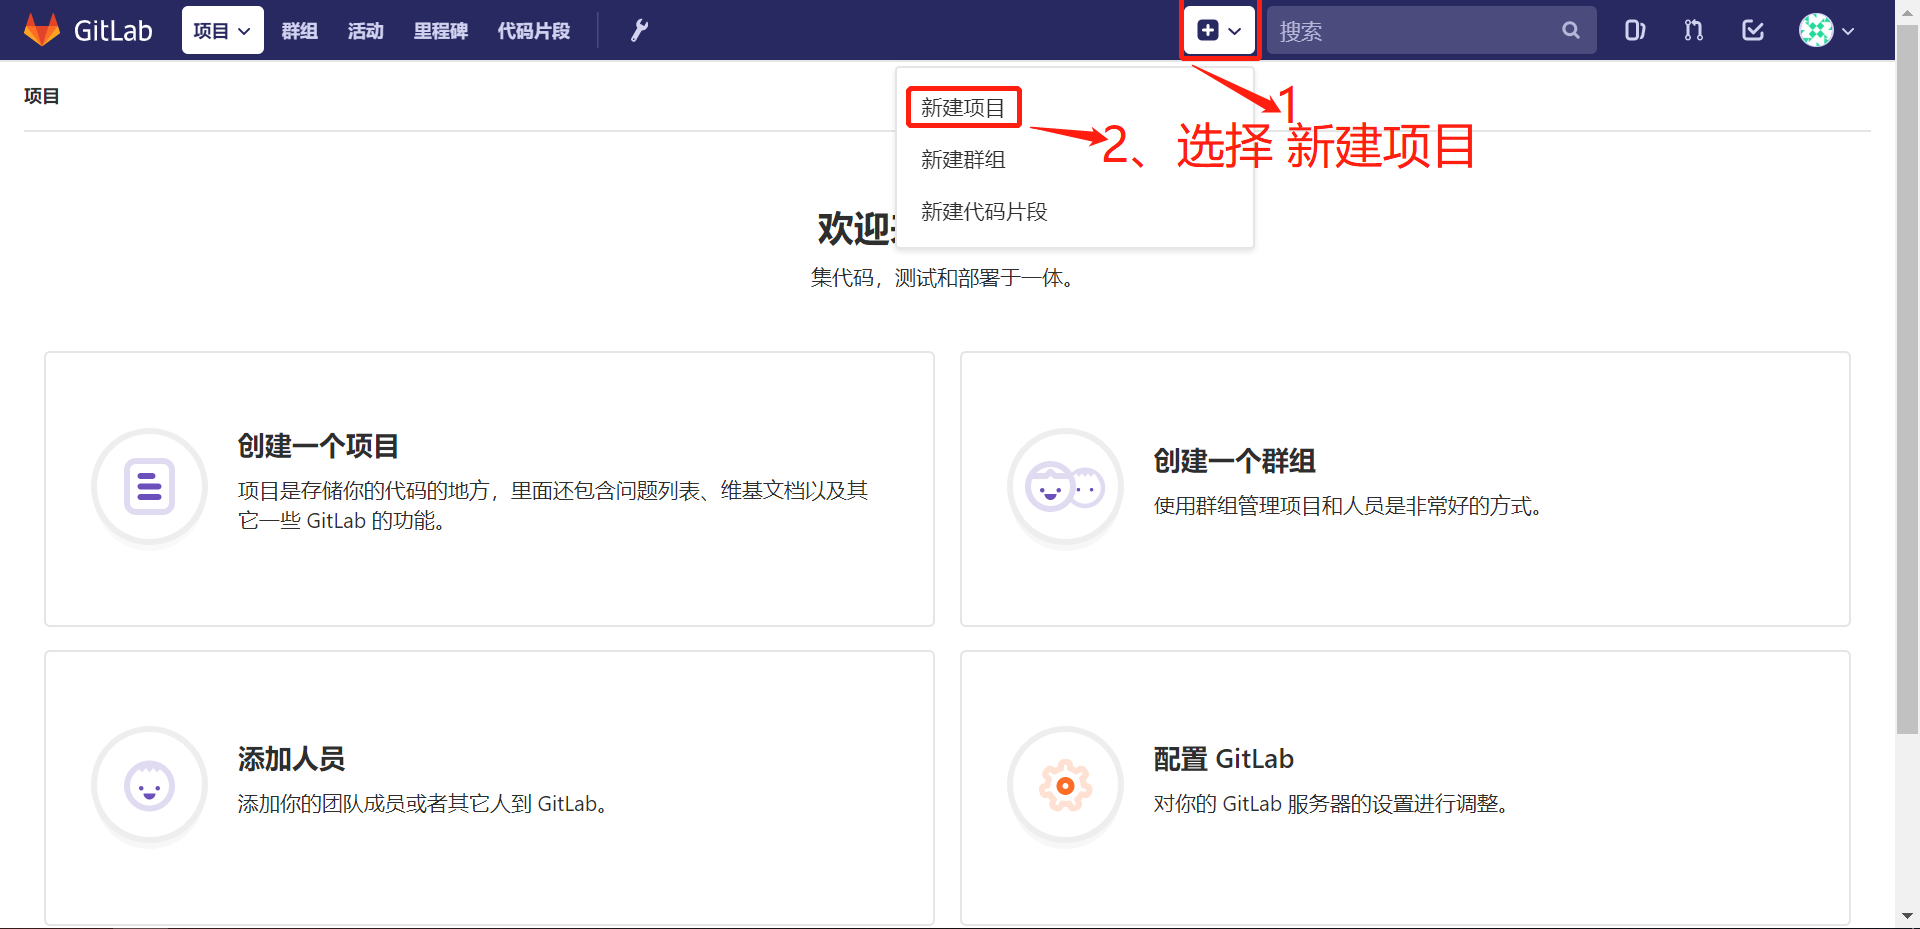 GitLab 项目 群组 活动 里程碑 代码片段 搜索
项目
新建项目
1
2、选择 新建项目
新建群组
新建代码片段
欢迎
集代码，测试和部署于一体。
创建一个项目
项目是存储你的代码的地方，里面还包含问题列表、维基文档以及其
它一些 GitLab 的功能。
创建一个群组
使用群组管理项目和人员是非常好的方式。
添加人员
添加你的团队成员或者其它人到 GitLab。
配置 GitLab
对你的 GitLab 服务器的设置进行调整。